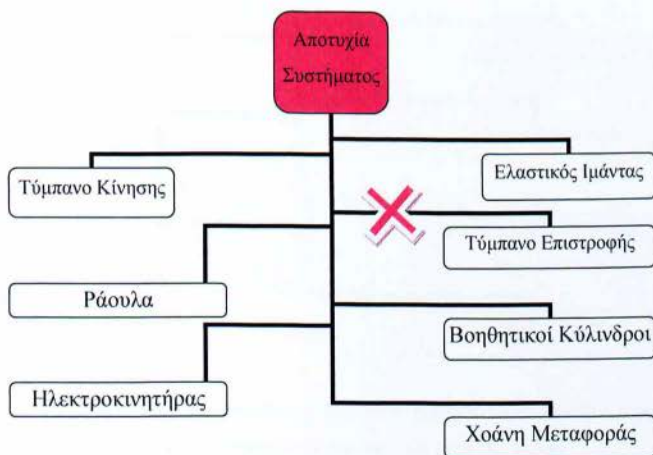 Αποτυχία
Συστήματος
Ελαστικός Ιμάντας
Τύμπανο Κίνησης
Τύμπανο Επιστροφής
Ράουλα
Βοηθητικοί Κύλινδροι
Ηλεκτροκινητήρας
Χοάνη Μεταφοράς